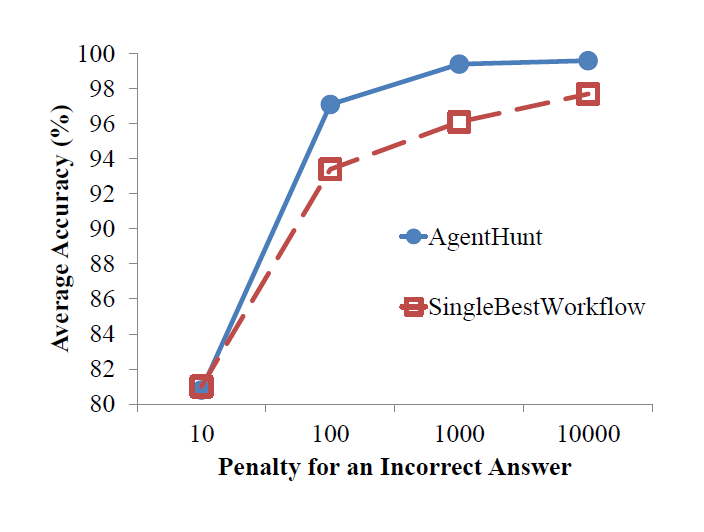 100
98
96
94
92
90
88
86
84
82
80
Average Accuracy (%)
AgentHunt
SingleBestWorkflow
10 100 1000 10000
Penalty for an Incorrect Answer